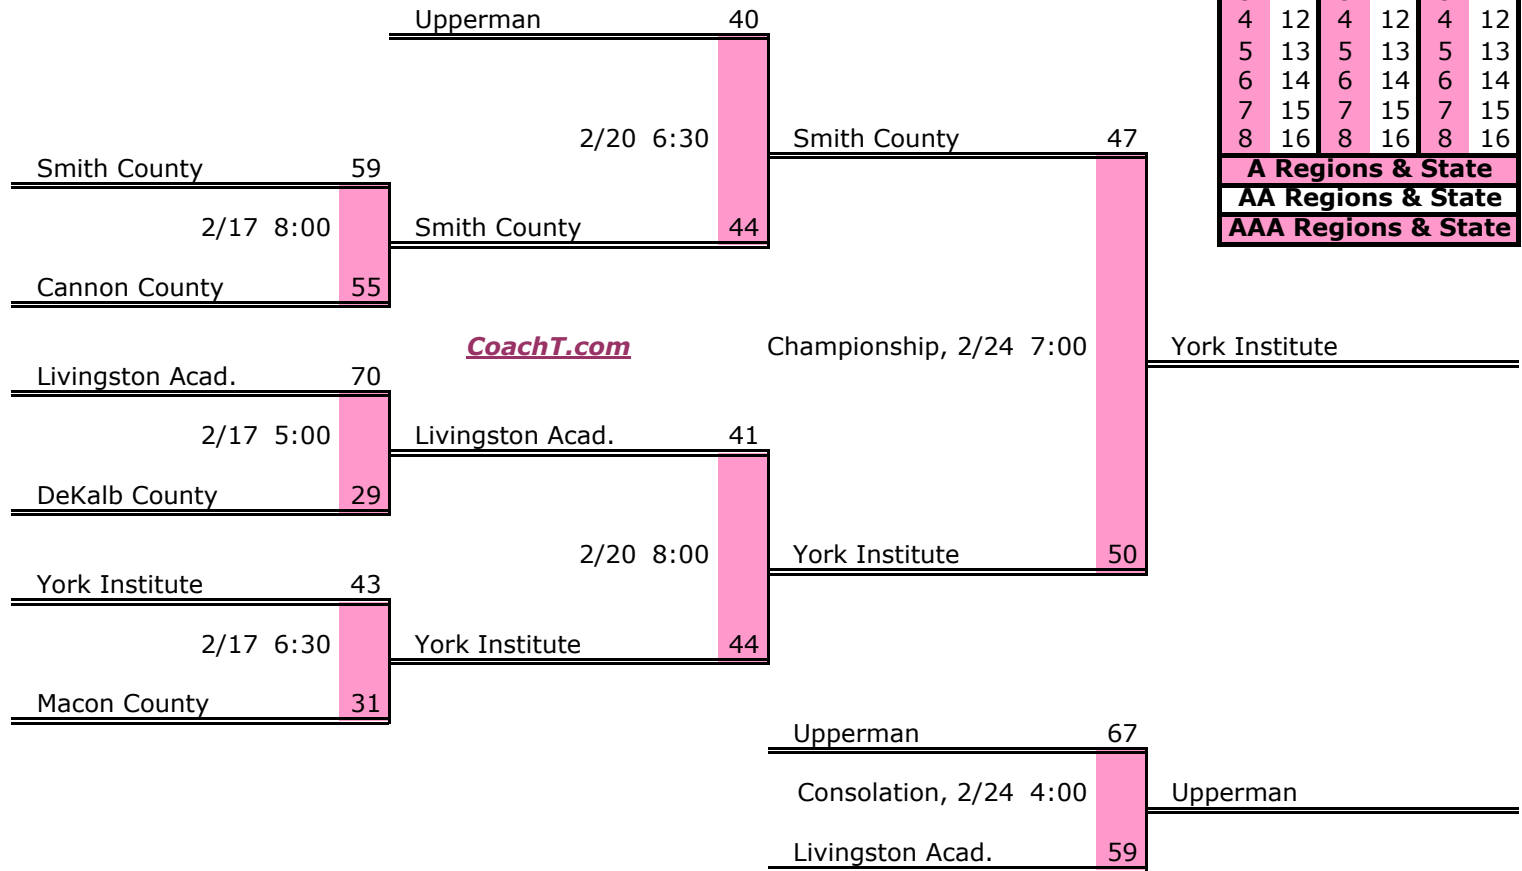 Upperman 40
4 12 4 12 4 12
5 13 5 13 5 13
6 14 6 14 6 14
7 15 7 15 7 15
2/20 6:30 Smith County 47
8 16 8 16 8 16
Smith County 59
A Regions & State
AA Regions & State
2/17 8:00 Smith County 44
AAA Regions & State
Cannon County 55
CoachT.com
Championship, 2/24 7:00 York Institute
Livingston Acad. 70
2/17 5:00 Livingston Acad. 41
DeKalb County 29
2/20 8:00 York Institute 50
York Institute 43
2/17 6:30 York Institute 44
Macon County 31
Upperman 67
Consolation, 2/24 4:00 Upperman
Livingston Acad. 59